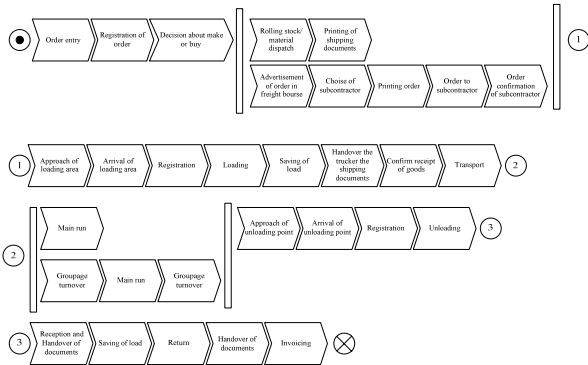 Order entry
Registration of
order
Decision about make
or buy
Rolling stock/
material
dispatch
Printing of
shipping
documents
Advertisement
of order in
freight bourse
Choise of
subcontractor
Printing order
Order to
subcontractor
Order
confirmation
of subcontractor
1
1
Approach of
loading area
Arrival of
loading area
Registration
Loading
Saving of
load
Handover the
trucker the
shipping
documents
Confirm receipt
of goods
Transport
2
2
Main run
Groupage
turnover
Main run
Groupage
turnover
Approach of
unloading point
Arrival of
unloading point
Registration
Unloading
3
3
Reception and
Handover of
documents
Saving of load
Return
Handover of
documents
Invoicing